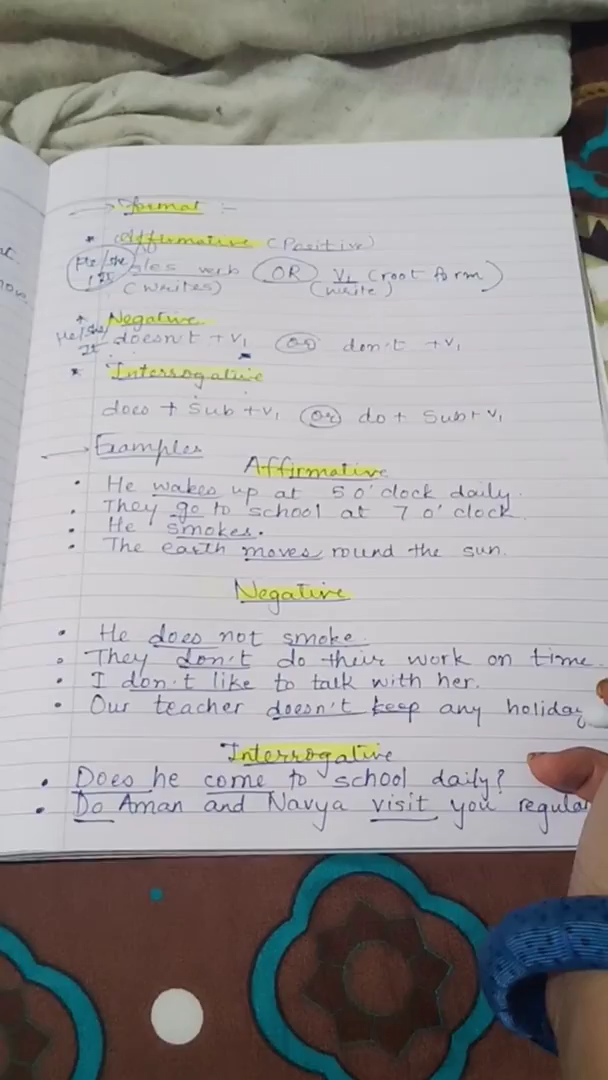 → Format :-
* Affirmative (Positive)
He/she/It s/es verb OR V1 (root form)
(writes) (write)
* Negative
He/she/It doesn't + V1 OR don't + V1
* Interrogative
does + Sub + V1 Or do + Sub + V1
→ Examples
Affirmative
• He wakes up at 5 o'clock daily.
• They go to school at 7 o'clock
• He smokes.
• The earth moves round the sun.
Negative
• He does not smoke.
• They don't do their work on time.
• I don't like to talk with her.
• Our teacher doesn't keep any holiday
Interrogative
• Does he come to school daily?
• Do Aman and Navya visit you regular